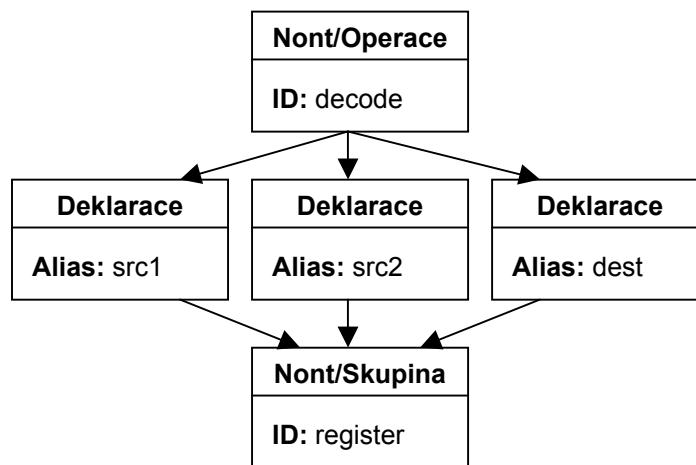 Nont/Operace
ID: decode
Deklarace
Alias: src1
Deklarace
Alias: src2
Deklarace
Alias: dest
Nont/Skupina
ID: register